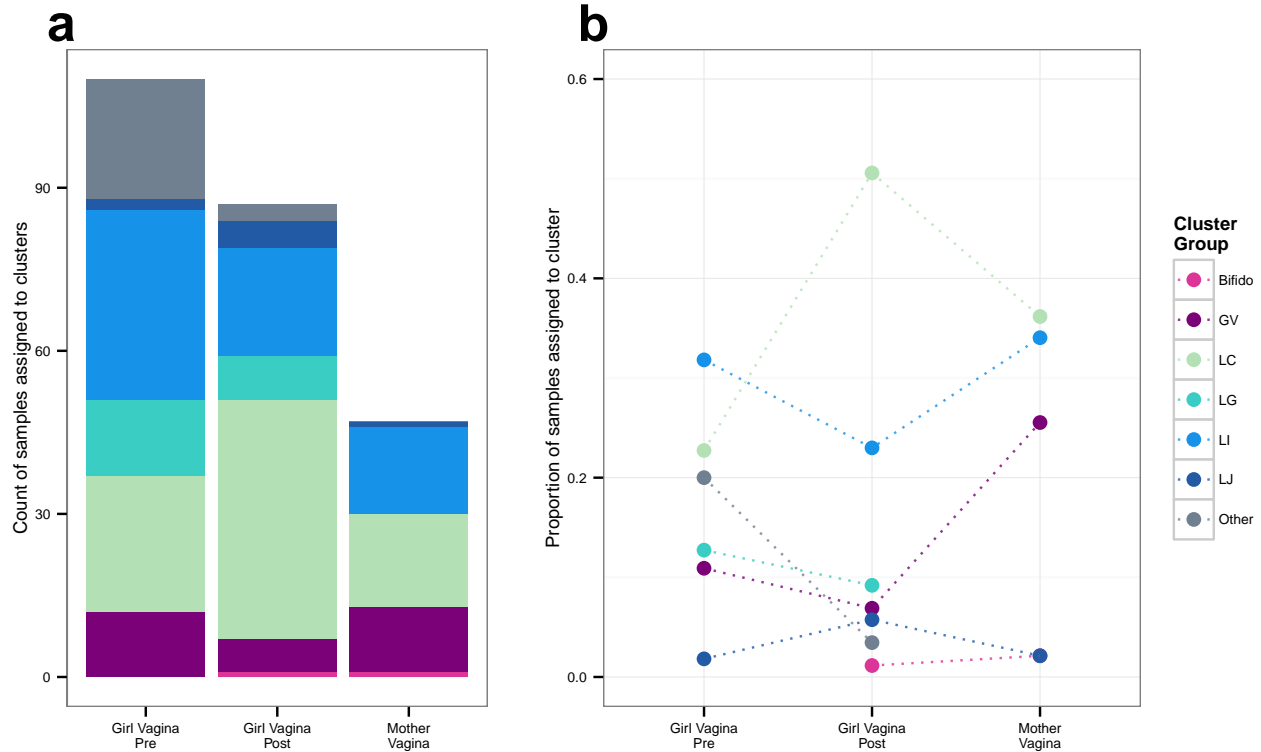 a
Count of samples assigned to clusters
90
60
30
0
Girl Vagina
Pre
Girl Vagina
Post
Mother
Vagina
b
Proportion of samples assigned to cluster
0.6
0.4
0.2
0.0
Girl Vagina
Pre
Girl Vagina
Post
Mother
Vagina
Cluster
Group
Bifido
GV
LC
LG
LI
LJ
Other